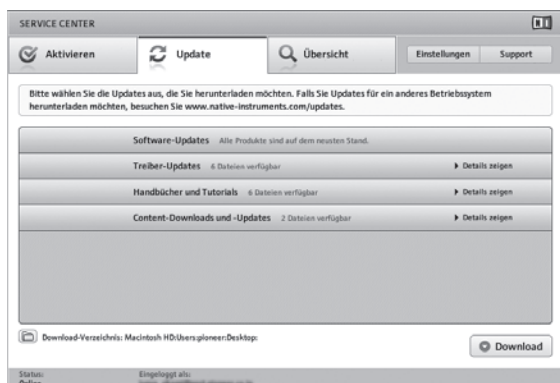 SERVICE CENTER
Aktivieren
Update
Übersicht
Einstellungen
Support
Bitte wählen Sie die Updates aus, die Sie herunterladen möchten. Falls Sie Updates für ein anderes Betriebssystem
herunterladen möchten, besuchen Sie www.native-instruments.com/updates.
Software-Updates Alle Produkte sind auf dem neusten Stand.
Treiber-Updates 6 Dateien verfügbar Details zeigen
Handbücher und Tutorials 6 Dateien verfügbar Details zeigen
Content-Downloads und -Updates 2 Dateien verfügbar Details zeigen
Download-Verzeichnis: Macintosh HD:Users:pioneer:Desktop:
Download
Status: Eingeloggt als:
Online